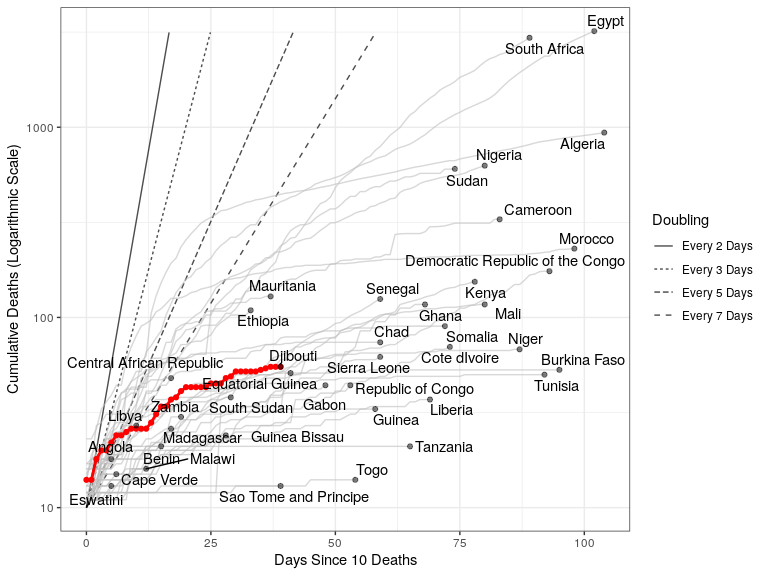 Egypt
South Africa
1000
Algeria
Nigeria
Sudan
Cameroon
Doubling
Morocco
Every 2 Days
Democratic Republic of the Congo
Every 3 Days
Mauritania
Senegal
Kenya
Every 5 Days
Ethiopia
Ghana
Mali
Every 7 Days
100
Chad
Somalia
Niger
Central African Republic
Djibouti
Cote dIvoire
Burkina Faso
Sierra Leone
Equatorial Guinea
Republic of Congo
Tunisia
Libya
Zambia
South Sudan
Gabon
Guinea
Liberia
Angola
Madagascar
Guinea Bissau
Tanzania
Benin
Malawi
Cape Verde
Togo
Eswatini
Sao Tome and Principe
10
0
25
50
75
100
Days Since 10 Deaths
Cumulative Deaths (Logarithmic Scale)